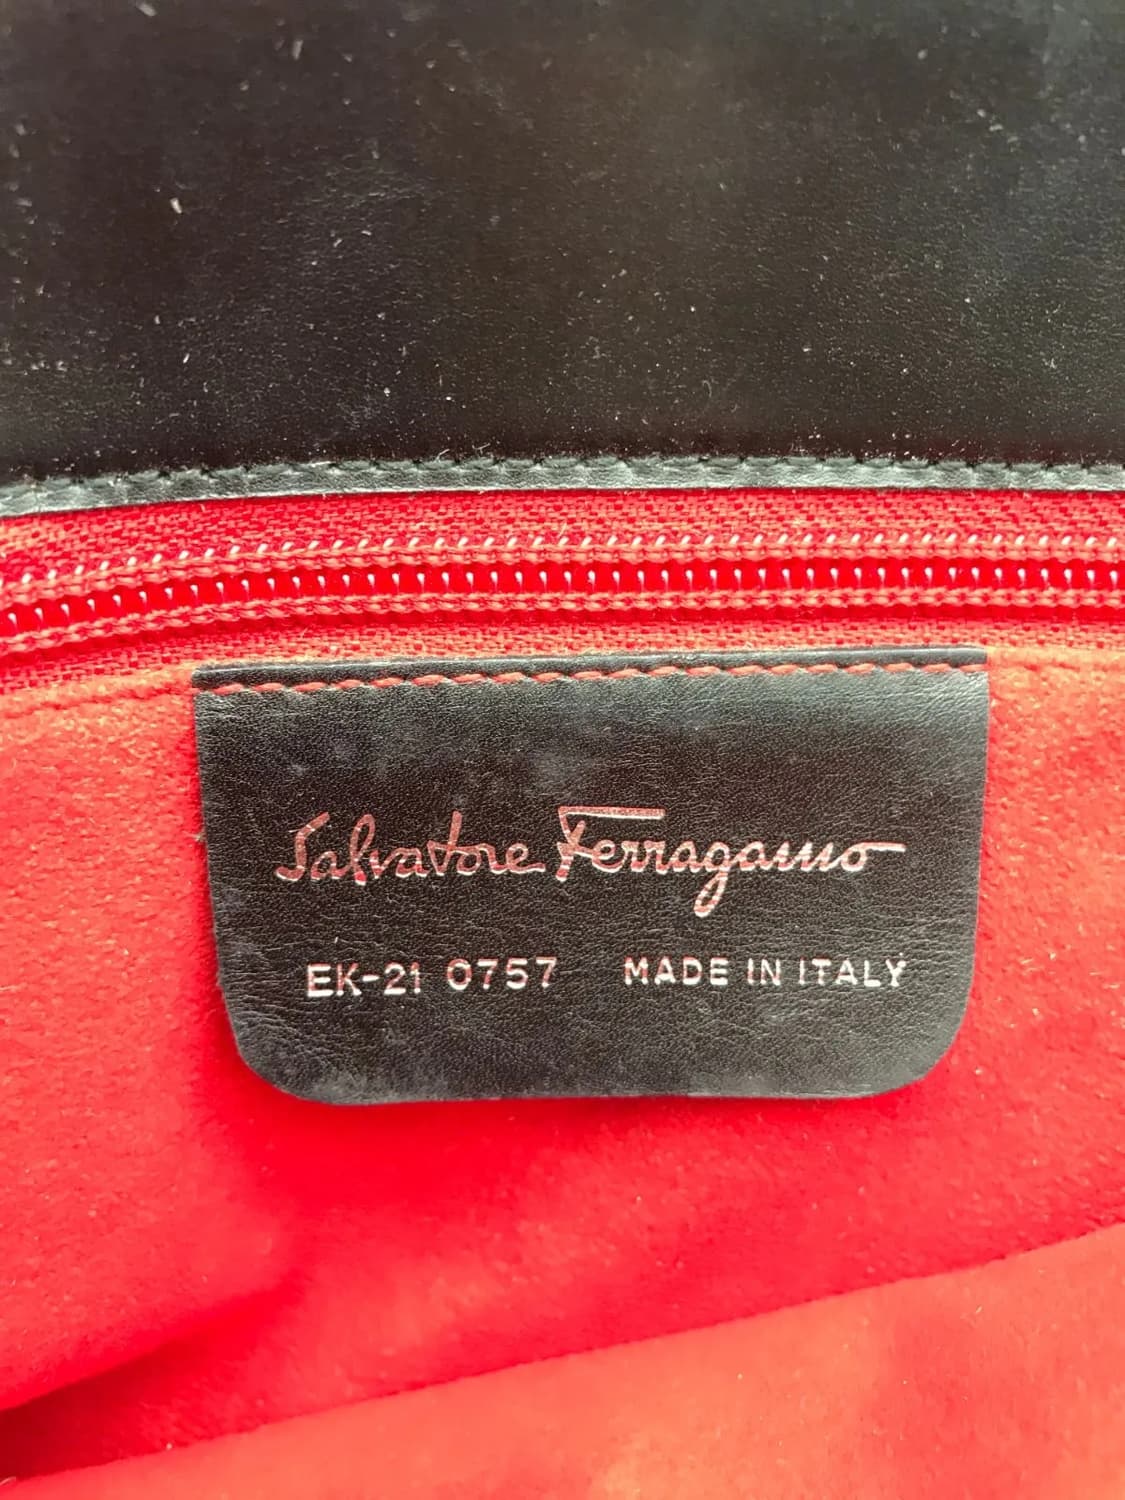 Salvatore Ferragamo
EK-21 0757 MADE IN ITALY